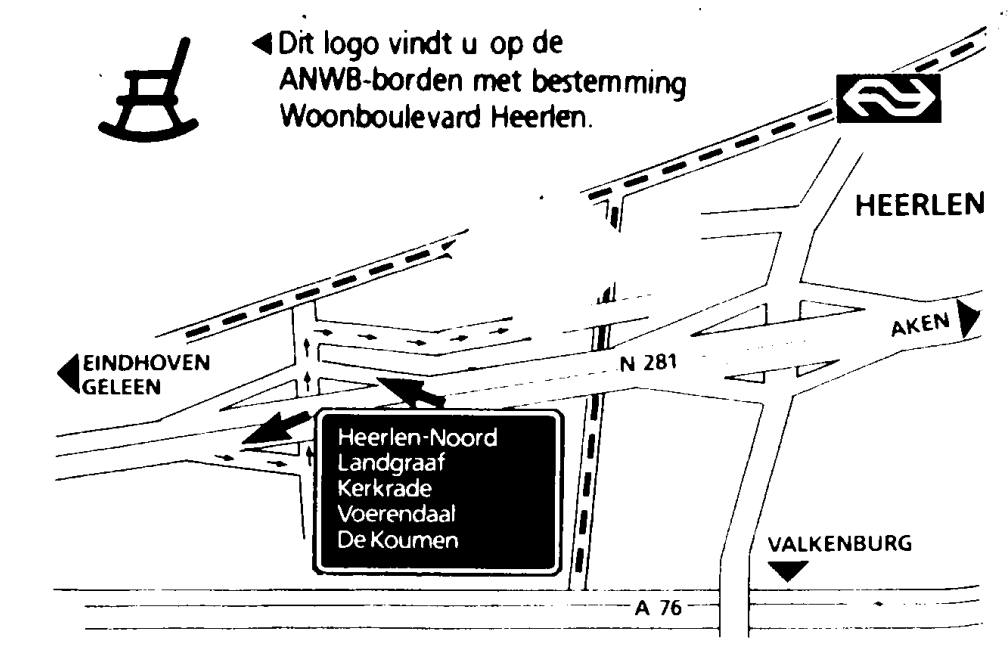 Dit logo vindt u op de
ANWB-borden met bestemming
Woonboulevard Heerlen.
HEERLEN
AKEN
EINDHOVEN
GELEEN
N 281
Heerlen-Noord
Landgraaf
Kerkrade
Voerendaal
De Koumen
VALKENBURG
A 76